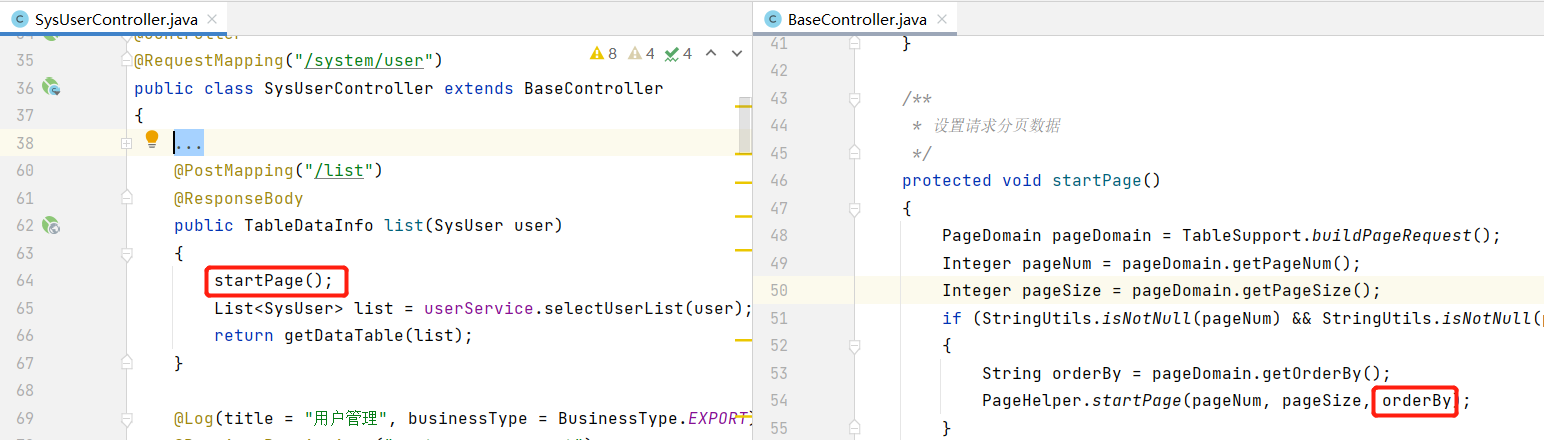 SysUserController.java
@Controller
35 @RequestMapping("/system/user")
8 4 4
36 public class SysUserController extends BaseController
37 {
38 ...
60 @PostMapping("/list")
61 @ResponseBody
62 public TableDataInfo list(SysUser user)
63 {
64 startPage();
65 List<SysUser> list = userService.selectUserList(user);
66 return getDataTable(list);
67 }
68
69 @Log(title = "用户管理", businessType = BusinessType.EXPORT)
BaseController.java
41 }
42
43 /**
44 * 设置请求分页数据
45 */
46 protected void startPage()
47 {
48 PageDomain pageDomain = TableSupport.buildPageRequest();
49 Integer pageNum = pageDomain.getPageNum();
50 Integer pageSize = pageDomain.getPageSize();
51 if (StringUtils.isNotNull(pageNum) && StringUtils.isNotNull(p
52 {
53 String orderBy = pageDomain.getOrderBy();
54 PageHelper.startPage(pageNum, pageSize, orderBy);
55 }